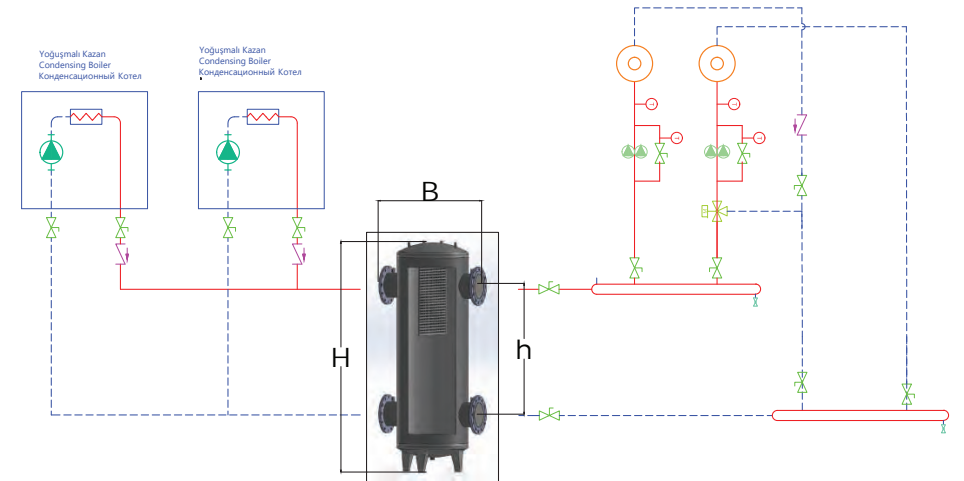 Yoğuşmalı Kazan
Condensing Boiler
Конденсационный Котел
Yoğuşmalı Kazan
Condensing Boiler
Конденсационный Котел
B
H
h